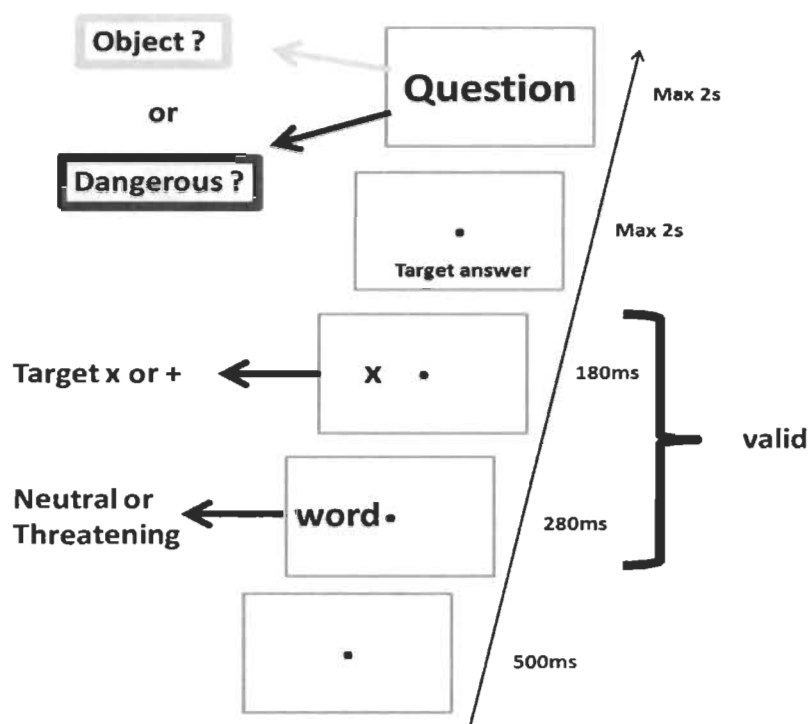 Object ?
or
Dangerous ?
Question
Max 2s
Target answer
Max 2s
Target x or +
x
180ms
valid
Neutral or
Threatening
word
280ms
500ms